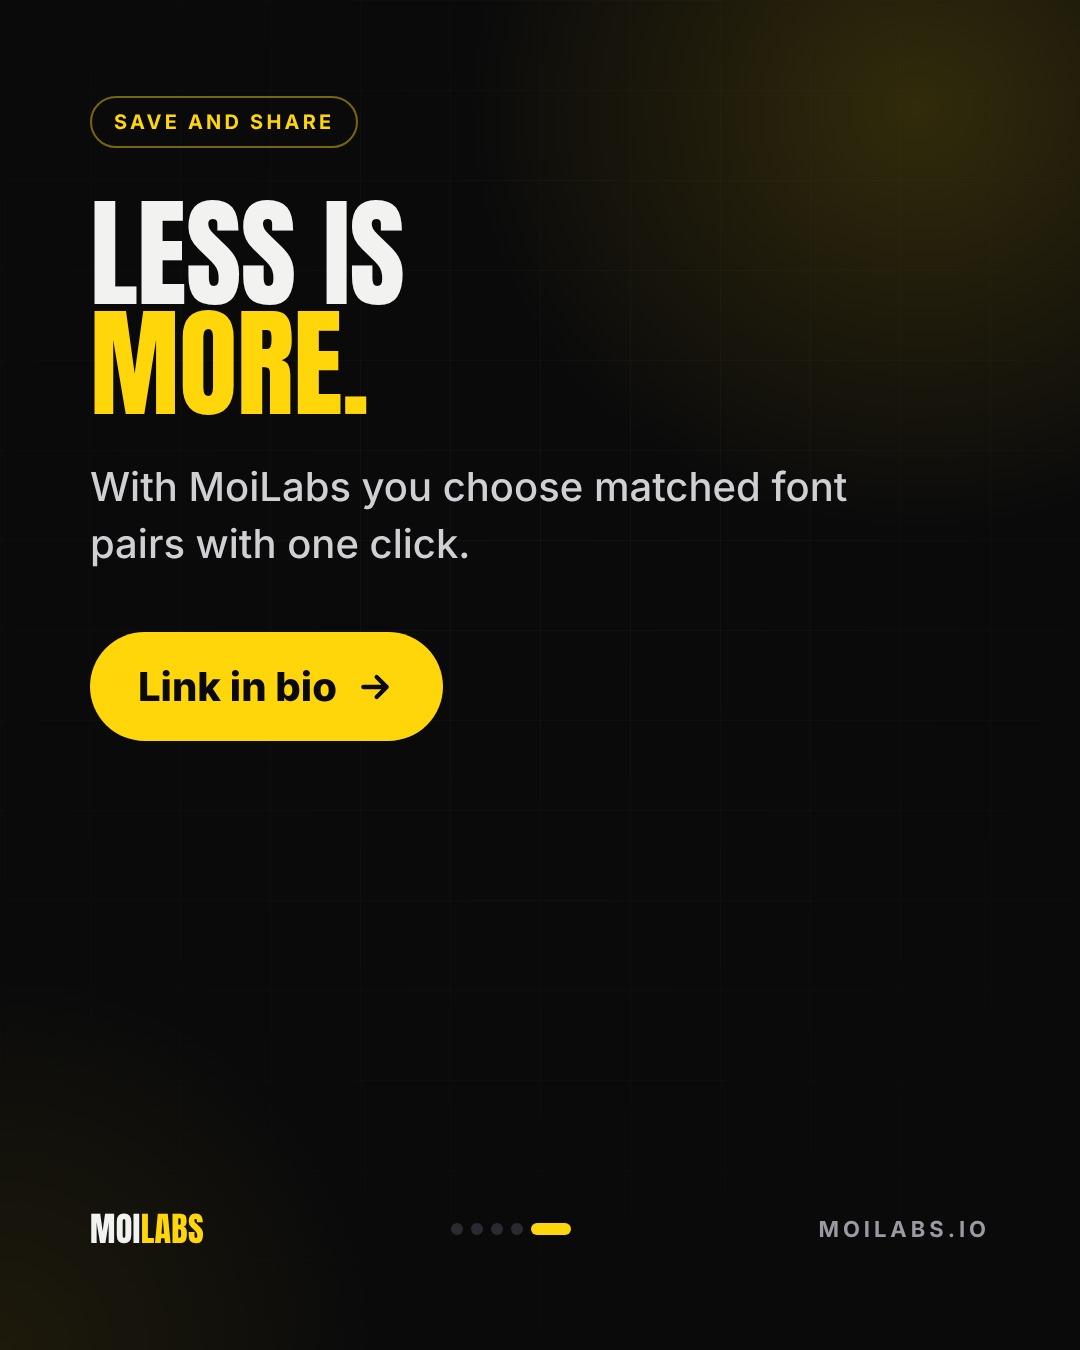 SAVE AND SHARE
LESS IS
MORE.
With MoiLabs you choose matched font
pairs with one click.
Link in bio →
MOILABS
MOILABS.IO